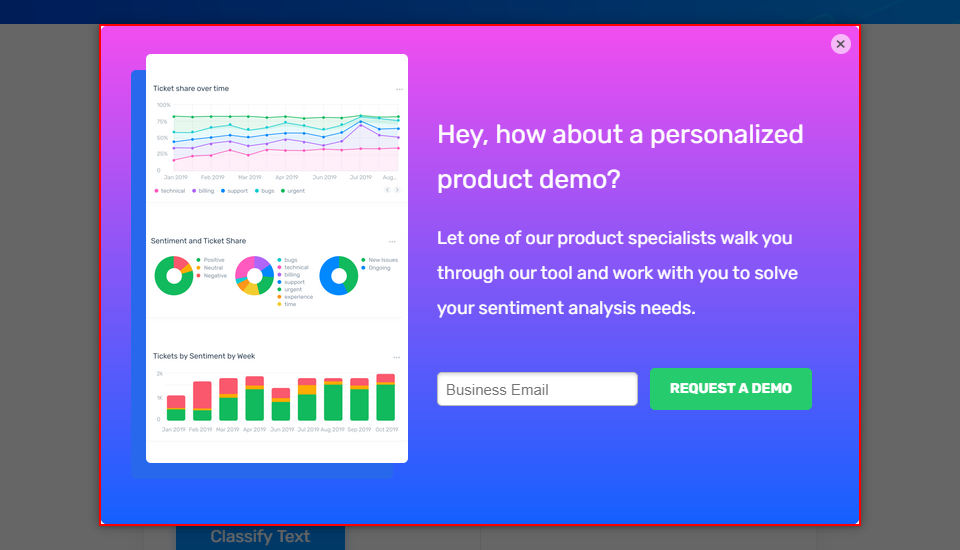 Ticket share over time
100%
75%
50%
25%
0
Jan 2019 Feb 2019 Mar 2019 Apr 2019 Jun 2019 Jul 2019 Aug...
technical billing support bugs urgent
Sentiment and Ticket Share
Positive
Neutral
Negative
bugs
technical
billing
support
urgent
experience
time
New Issues
Ongoing
Tickets by Sentiment by Week
2k
1K
0
Jan 2019 Feb 2019 Mar 2019 Apr 2019 Jun 2019 Jul 2019 Aug 2019 Sep 2019 Oct 2019
Hey, how about a personalized
product demo?
Let one of our product specialists walk you
through our tool and work with you to solve
your sentiment analysis needs.
Business Email
REQUEST A DEMO
Classify Text